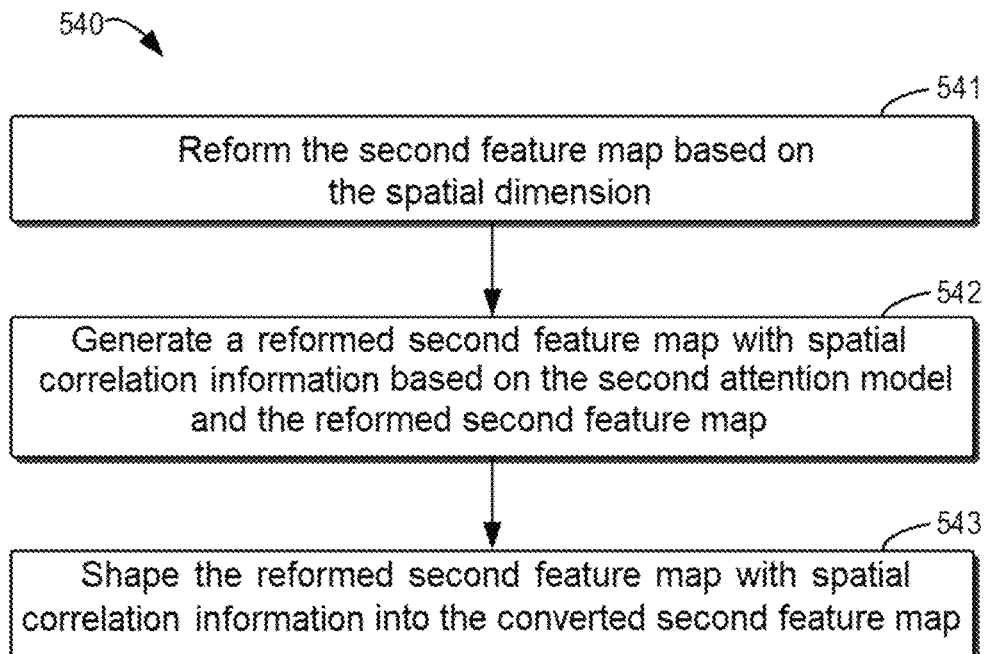 540
541
Reform the second feature map based on
the spatial dimension
542
Generate a reformed second feature map with spatial
correlation information based on the second attention model
and the reformed second feature map
543
Shape the reformed second feature map with spatial
correlation information into the converted second feature map